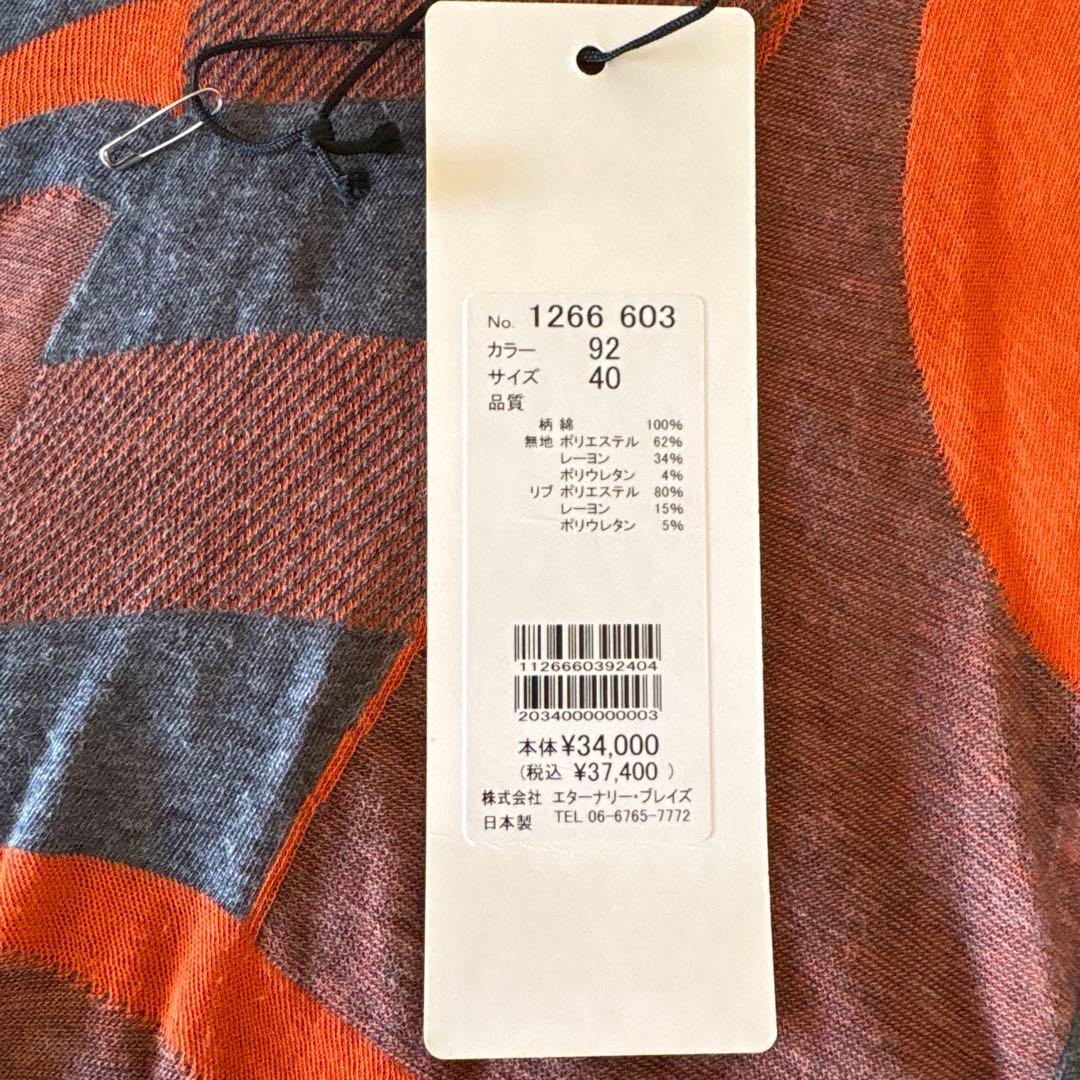 No. 1266 603
カラー 92
サイズ 40
品質
柄 綿 100%
無地 ポリエステル 62%
レーヨン 34%
ポリウレタン 4%
リブ ポリエステル 80%
レーヨン 15%
ポリウレタン 5%
1126660392404
2034000000003
本体 ¥34,000
(税込 ¥37,400 )
株式会社 エターナリー・ブレイズ
日本製 TEL 06-6765-7772